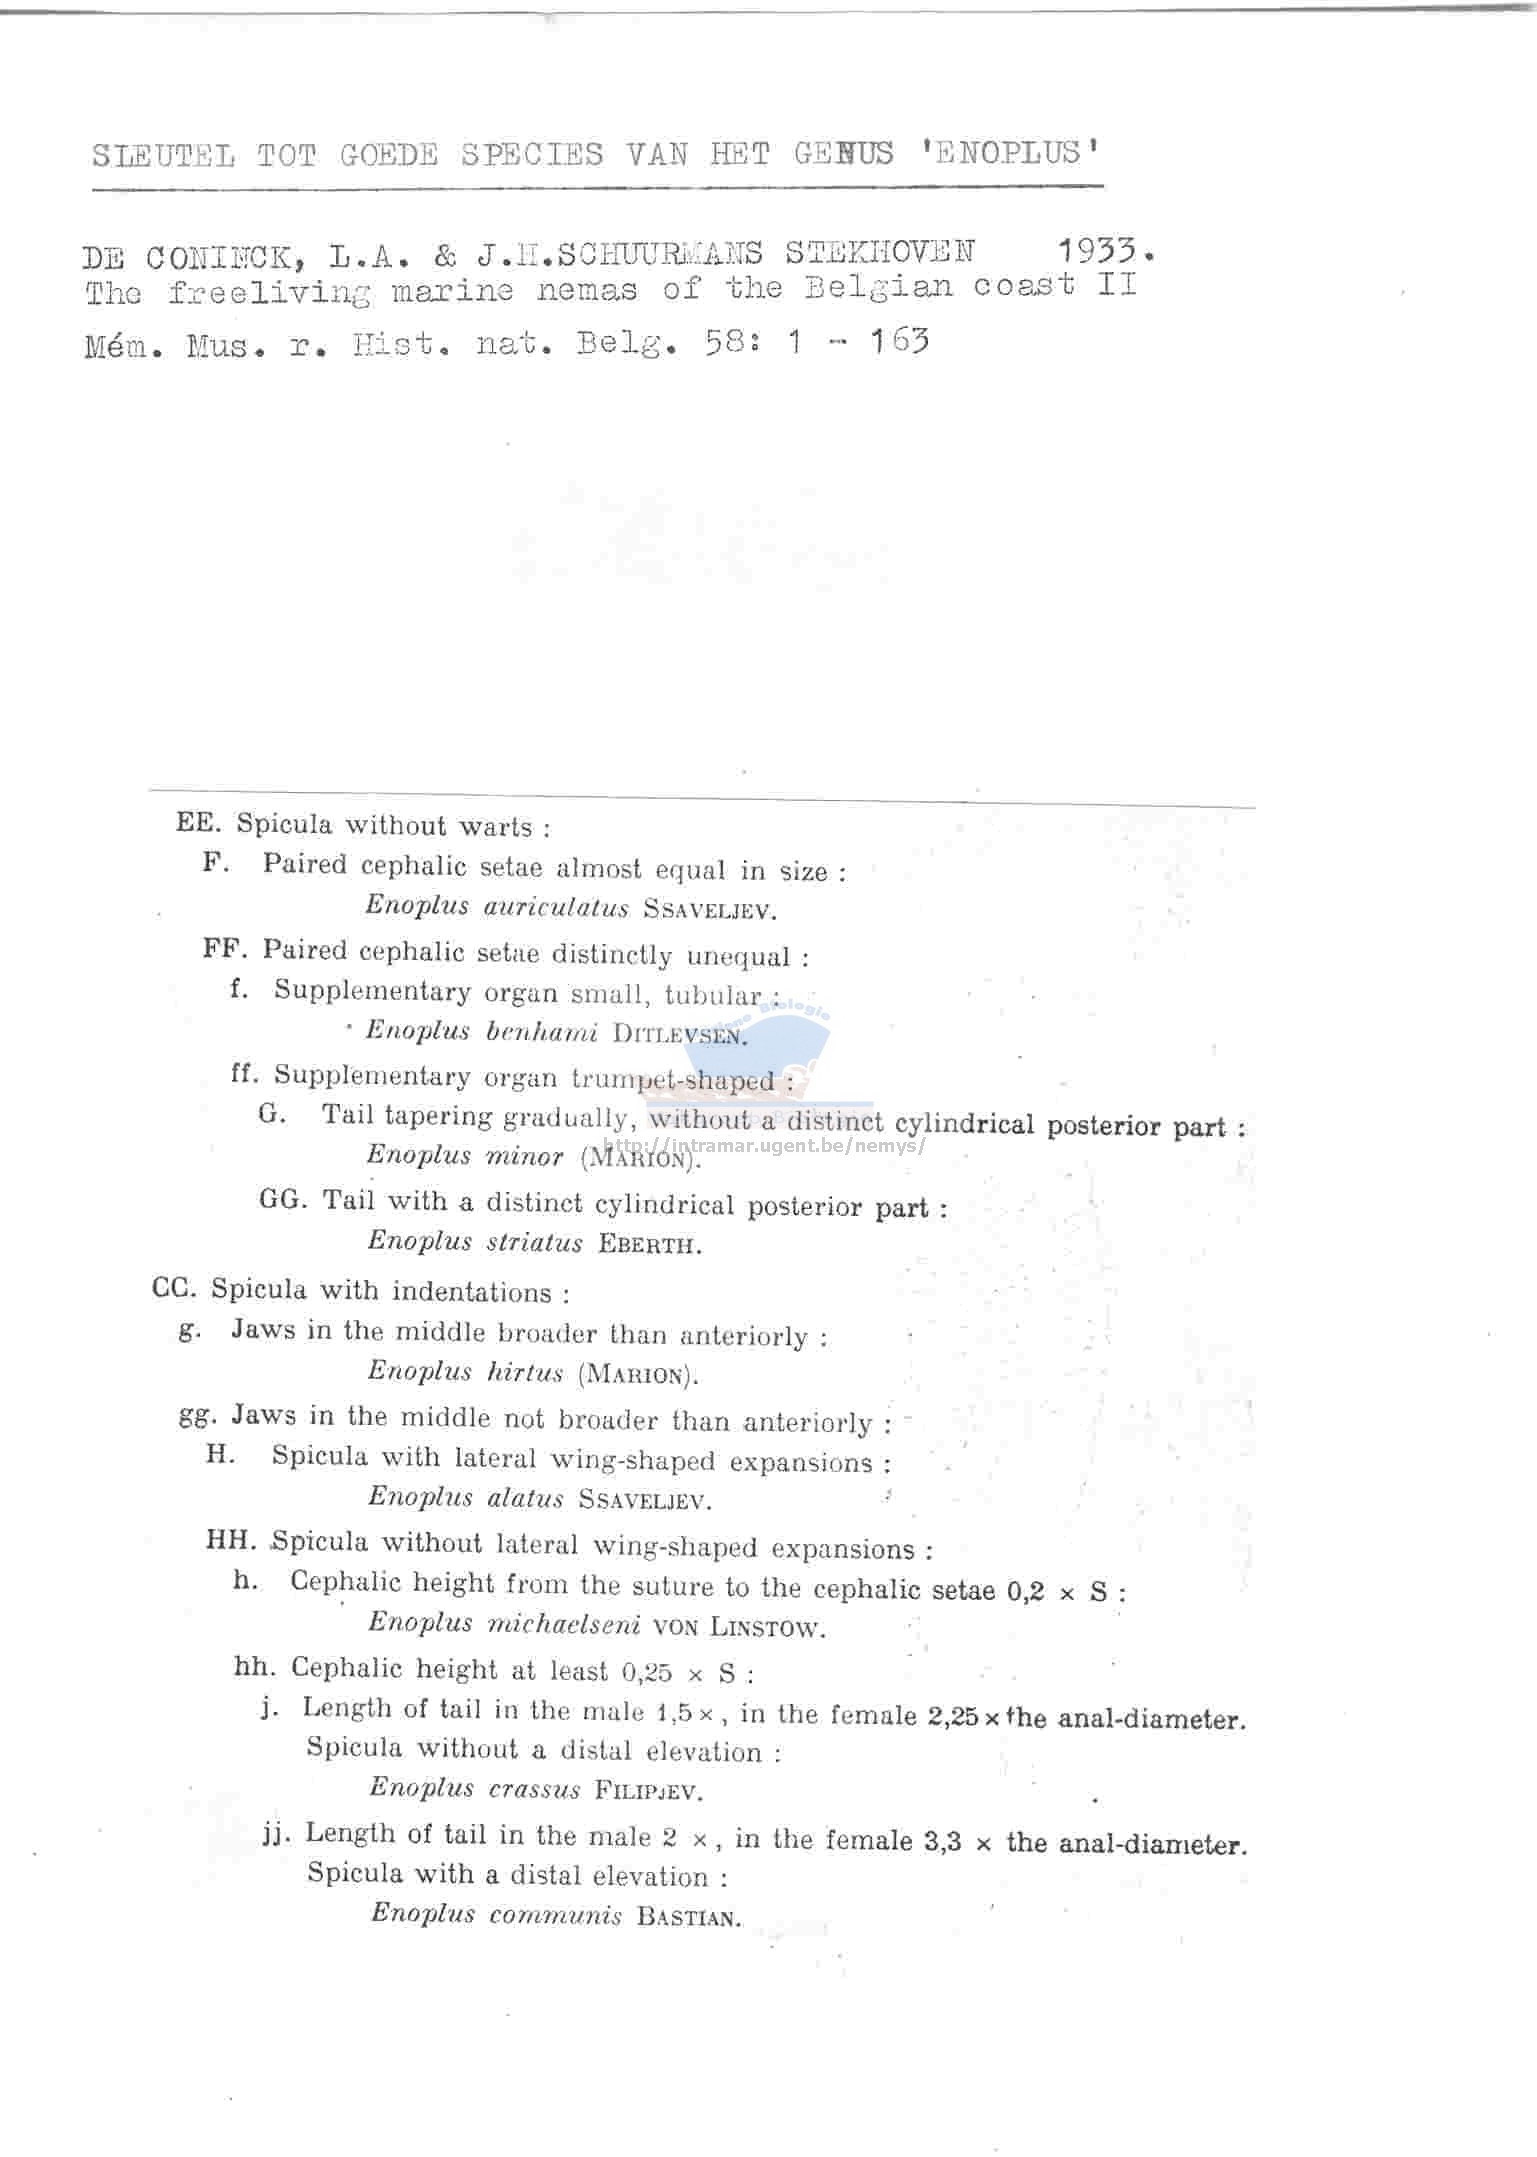 SLEUTEL TOT GOEDE SPECIES VAN HET GENUS 'ENOPLUS'
DE CONINCK, L.A. & J.H.SCHUURMANS STEKHOVEN 1933.
The freeliving marine nemas of the Belgian coast II
Mém. Mus. r. Hist. nat. Belg. 58: 1 - 163
EE. Spicula without warts :
F. Paired cephalic setae almost equal in size :
Enoplus auriculatus SSAVELJEV.
FF. Paired cephalic setae distinctly unequal :
f. Supplementary organ small, tubular :
Enoplus benhami DITLEVSEN.
ff. Supplementary organ trumpet-shaped :
G. Tail tapering gradually, without a distinct cylindrical posterior part :
http://intramar.ugent.be/nemys/
Enoplus minor (MARION).
GG. Tail with a distinct cylindrical posterior part :
Enoplus striatus EBERTH.
CC. Spicula with indentations :
g. Jaws in the middle broader than anteriorly :
Enoplus hirtus (MARION).
gg. Jaws in the middle not broader than anteriorly :
H. Spicula with lateral wing-shaped expansions :
Enoplus alatus SSAVELJEV.
HH. Spicula without lateral wing-shaped expansions :
h. Cephalic height from the suture to the cephalic setae 0,2 × S :
Enoplus michaelseni VON LINSTOW.
hh. Cephalic height at least 0,25 × S :
j. Length of tail in the male 1,5 ×, in the female 2,25 × the anal-diameter.
Spicula without a distal elevation :
Enoplus crassus FILIPJEV.
jj. Length of tail in the male 2 ×, in the female 3,3 × the anal-diameter.
Spicula with a distal elevation :
Enoplus communis BASTIAN.